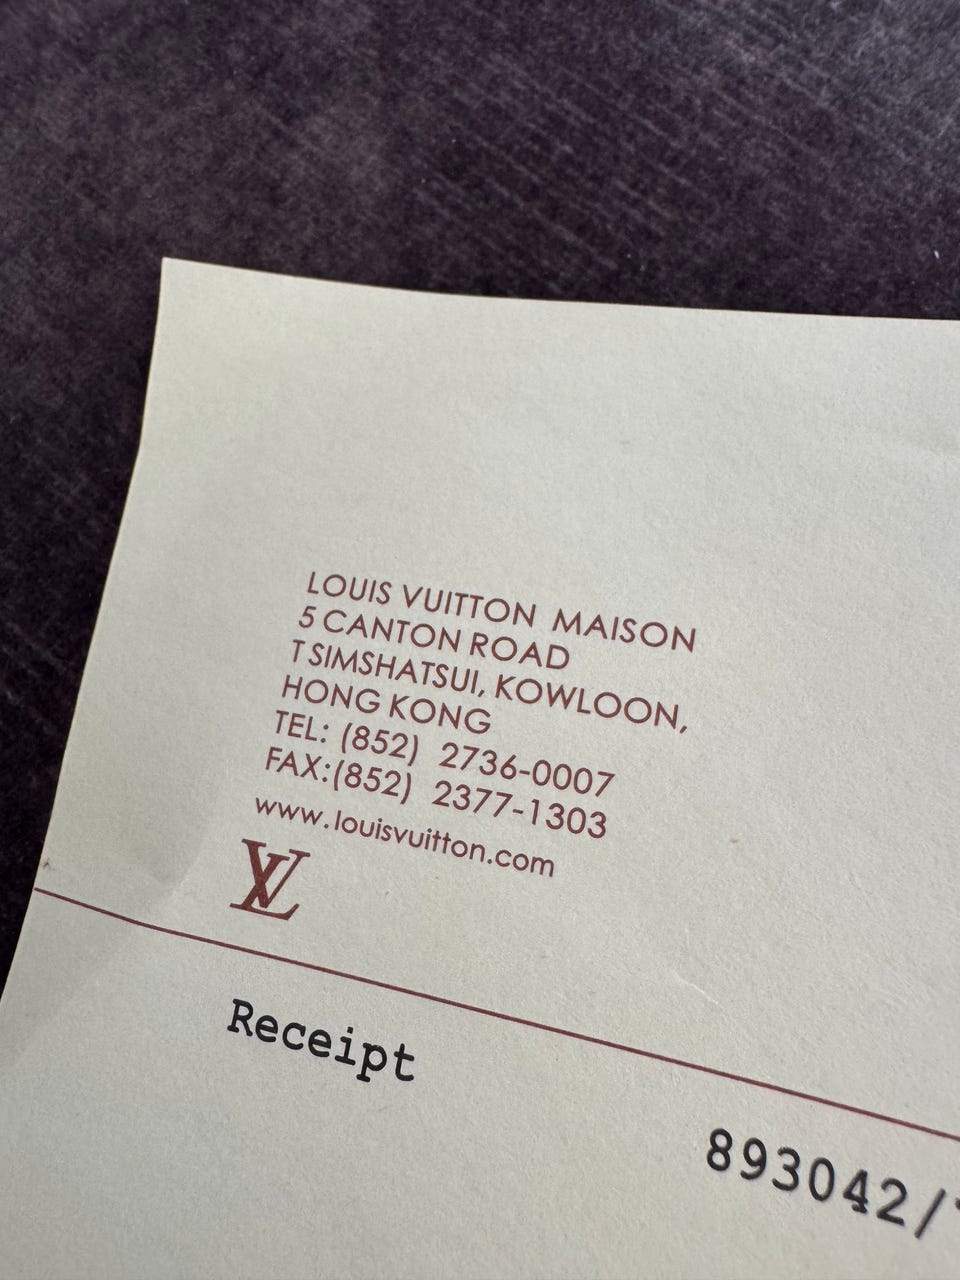 LOUIS VUITTON MAISON
5 CANTON ROAD
TSIMSHATSUI, KOWLOON,
HONG KONG
TEL: (852) 2736-0007
FAX:(852) 2377-1303
www.louisvuitton.com
LV
Receipt
893042/